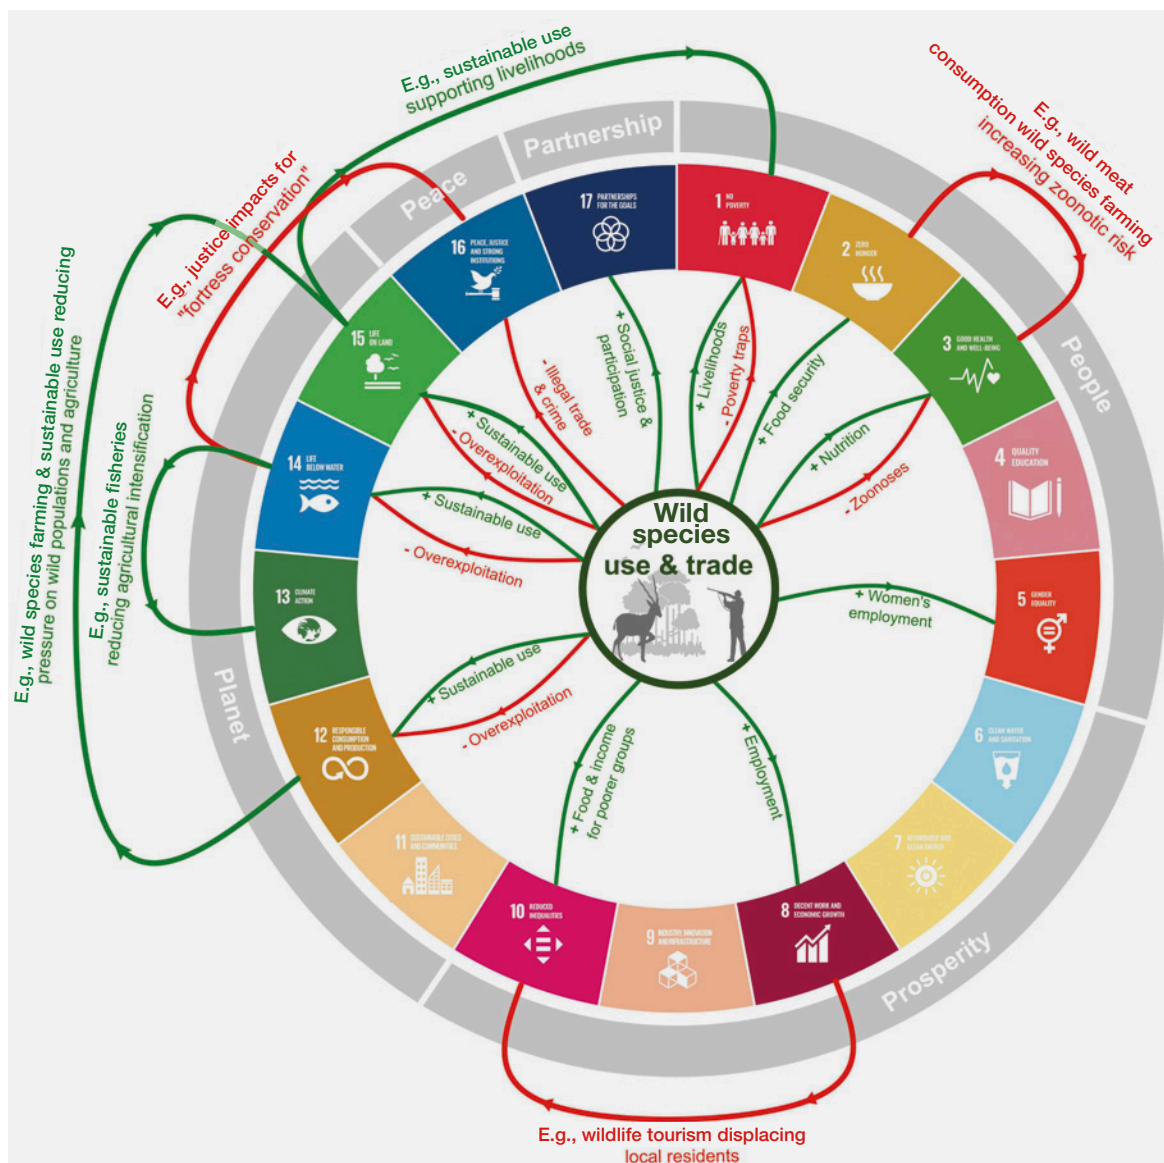 E.g., sustainable use
supporting livelihoods
E.g., wild meat
consumption wild species farming
increasing zoonotic risk
E.g., justice impacts for
"fortress conservation"
E.g., wild species farming & sustainable use reducing
pressure on wild populations and agriculture
E.g., sustainable fisheries
reducing agricultural intensification
Partnership
Peace
People
Planet
Prosperity
17 PARTNERSHIPS
FOR THE GOALS
1 NO
POVERTY
2 ZERO
HUNGER
3 GOOD HEALTH
AND WELL-BEING
4 QUALITY
EDUCATION
5 GENDER
EQUALITY
6 CLEAN WATER
AND SANITATION
7 AFFORDABLE AND
CLEAN ENERGY
8 DECENT WORK AND
ECONOMIC GROWTH
9 INDUSTRY, INNOVATION
AND INFRASTRUCTURE
10 REDUCED
INEQUALITIES
11 SUSTAINABLE CITIES
AND COMMUNITIES
12 RESPONSIBLE
CONSUMPTION
AND PRODUCTION
13 CLIMATE
ACTION
14 LIFE
BELOW WATER
15 LIFE
ON LAND
16 PEACE, JUSTICE
AND STRONG
INSTITUTIONS
+ Social justice &
participation
+ Livelihoods
- Poverty traps
+ Food security
+ Nutrition
- Zoonoses
+ Women's
employment
+ Employment
+ Food & income
for poorer groups
+ Sustainable use
- Overexploitation
+ Sustainable use
- Overexploitation
+ Sustainable use
- Overexploitation
- Illegal trade
& crime
Wild
species
use & trade
E.g., wildlife tourism displacing
local residents